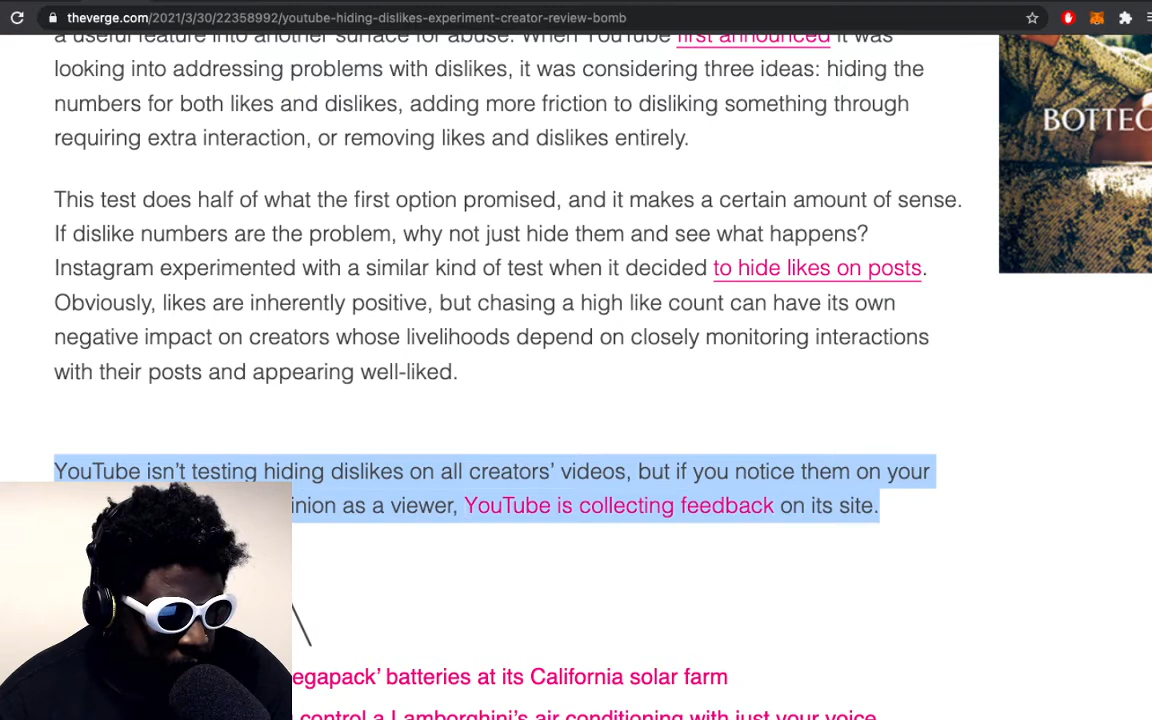 theverge.com/2021/3/30/22358992/youtube-hiding-dislikes-experiment-creator-review-bomb
a useful feature into another surface for abuse. When YouTube first announced it was
looking into addressing problems with dislikes, it was considering three ideas: hiding the
numbers for both likes and dislikes, adding more friction to disliking something through
requiring extra interaction, or removing likes and dislikes entirely.
This test does half of what the first option promised, and it makes a certain amount of sense.
If dislike numbers are the problem, why not just hide them and see what happens?
Instagram experimented with a similar kind of test when it decided to hide likes on posts.
Obviously, likes are inherently positive, but chasing a high like count can have its own
negative impact on creators whose livelihoods depend on closely monitoring interactions
with their posts and appearing well-liked.
YouTube isn't testing hiding dislikes on all creators' videos, but if you notice them on your
inion as a viewer, YouTube is collecting feedback on its site.
egapack' batteries at its California solar farm
control a Lamborghini's air conditioning with just your voice
BOTTEC